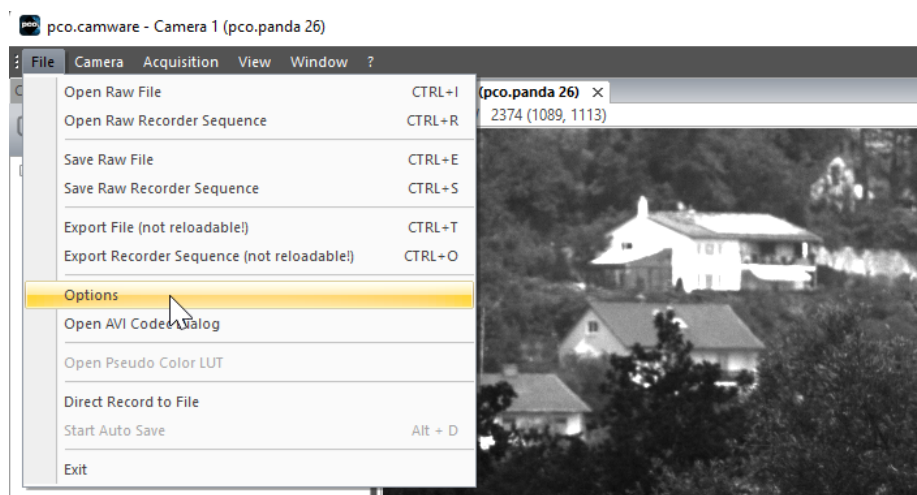 pco. pco.camware - Camera 1 (pco.panda 26)
File Camera Acquisition View Window ?
(pco.panda 26) ×
2374 (1089, 1113)
Open Raw File CTRL+I
Open Raw Recorder Sequence CTRL+R
Save Raw File CTRL+E
Save Raw Recorder Sequence CTRL+S
Export File (not reloadable!) CTRL+T
Export Recorder Sequence (not reloadable!) CTRL+O
Options
Open AVI Codec Dialog
Open Pseudo Color LUT
Direct Record to File
Start Auto Save Alt + D
Exit